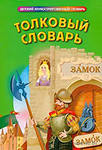 ДЕТСКИЙ ИЛЛЮСТРИРОВАННЫЙ СЛОВАРЬ
ТОЛКОВЫЙ
СЛОВАРЬ
ЗАМОК
ЗАМОК